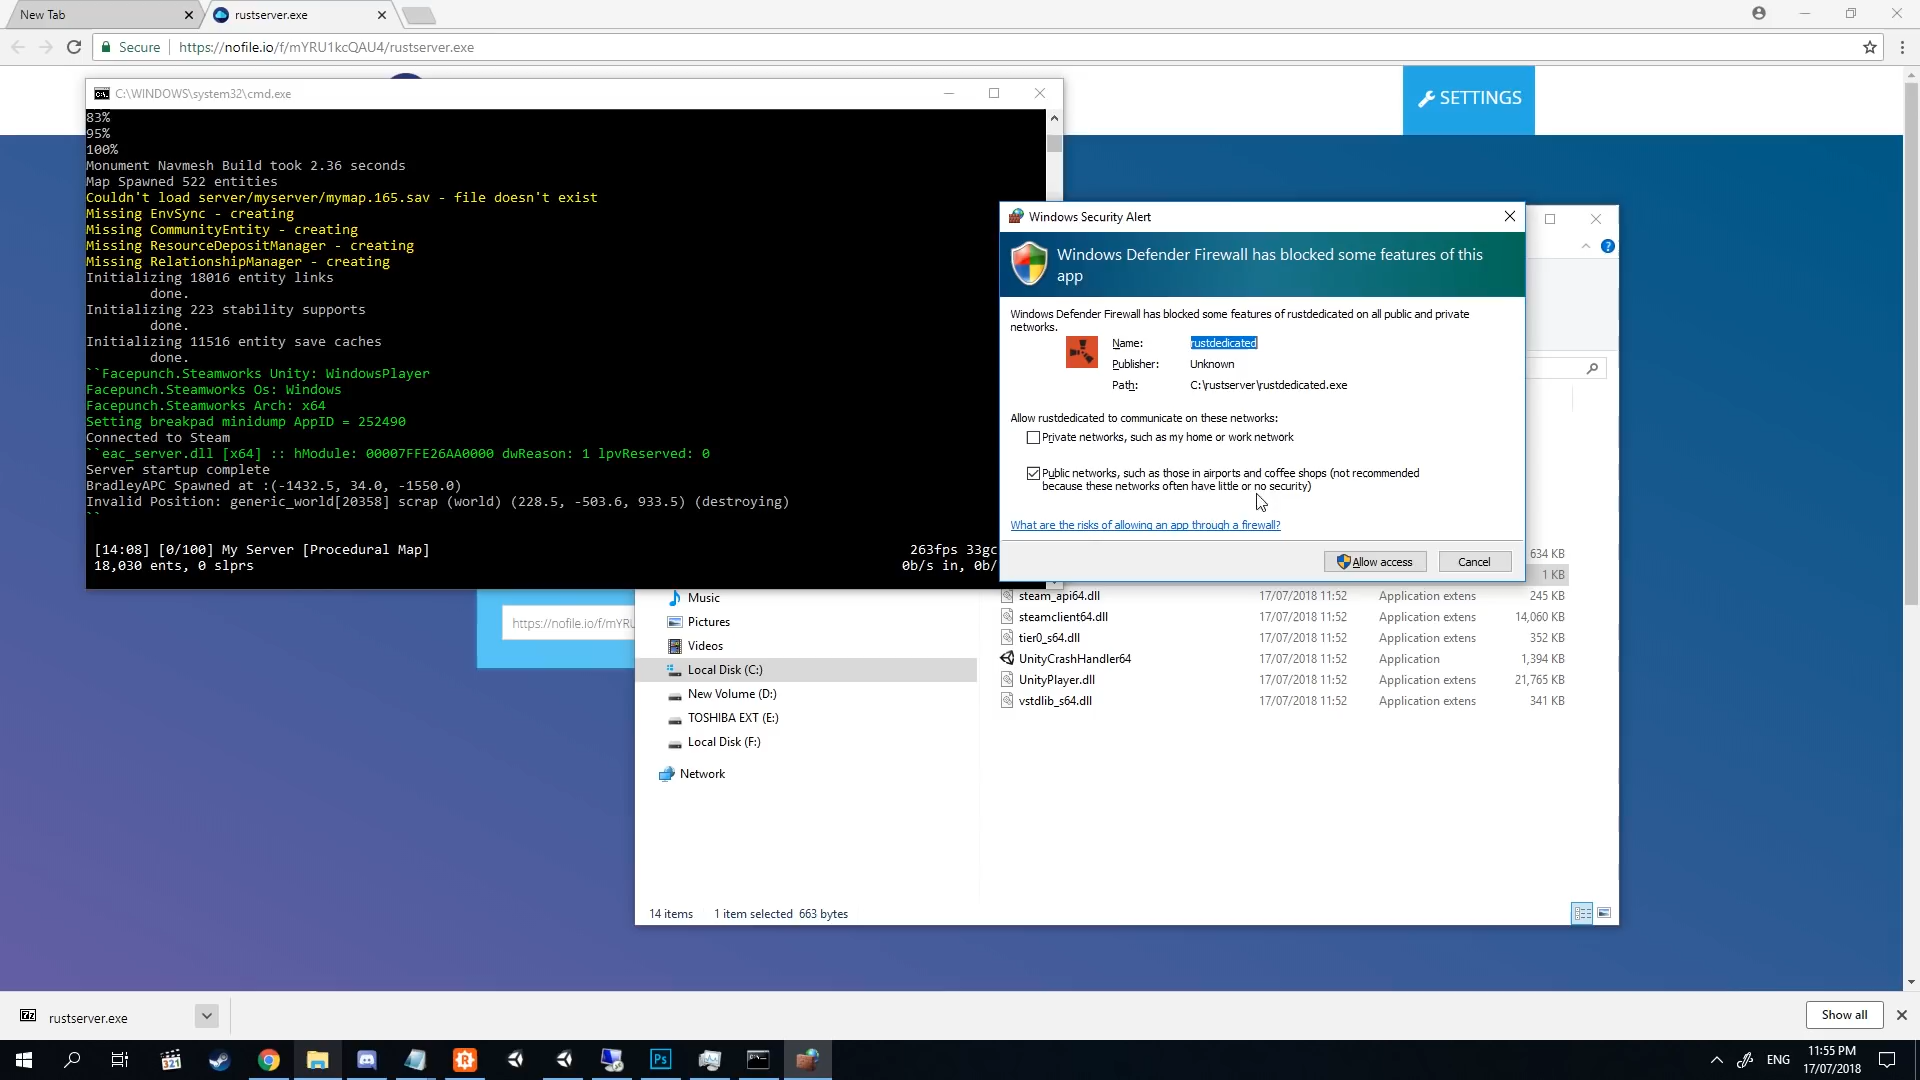 New Tab
rustserver.exe
Secure
https://nofile.io/f/mYRU1kcQAU4/rustserver.exe
SETTINGS
C:\WINDOWS\system32\cmd.exe
83%
95%
100%
Monument Navmesh Build took 2.36 seconds
Map Spawned 522 entities
Couldn't load server/myserver/mymap.165.sav - file doesn't exist
Missing EnvSync - creating
Missing CommunityEntity - creating
Missing ResourceDepositManager - creating
Missing RelationshipManager - creating
Initializing 18016 entity links
done.
Initializing 223 stability supports
done.
Initializing 11516 entity save caches
done.
``Facepunch.Steamworks Unity: WindowsPlayer
Facepunch.Steamworks Os: Windows
Facepunch.Steamworks Arch: x64
Setting breakpad minidump AppID = 252490
Connected to Steam
``eac_server.dll [x64] :: hModule: 00007FFE26AA0000 dwReason: 1 lpvReserved: 0
Server startup complete
BradleyAPC Spawned at :(-1432.5, 34.0, -1550.0)
Invalid Position: generic_world[20358] scrap (world) (228.5, -503.6, 933.5) (destroying)
``
[14:08] [0/100] My Server [Procedural Map]
263fps 33gc
18,030 ents, 0 slprs
0b/s in, 0b/
Windows Security Alert
Windows Defender Firewall has blocked some features of this
app
Windows Defender Firewall has blocked some features of rustdedicated on all public and private
networks.
Name: rustdedicated
Publisher: Unknown
Path: C:\rustserver\rustdedicated.exe
Allow rustdedicated to communicate on these networks:
Private networks, such as my home or work network
Public networks, such as those in airports and coffee shops (not recommended
because these networks often have little or no security)
What are the risks of allowing an app through a firewall?
Allow access
Cancel
634 KB
1 KB
https://nofile.io/f/mYRU
Music
Pictures
Videos
Local Disk (C:)
New Volume (D:)
TOSHIBA EXT (E:)
Local Disk (F:)
Network
steam_api64.dll 17/07/2018 11:52 Application extens 245 KB
steamclient64.dll 17/07/2018 11:52 Application extens 14,060 KB
tier0_s64.dll 17/07/2018 11:52 Application extens 352 KB
UnityCrashHandler64 17/07/2018 11:52 Application 1,394 KB
UnityPlayer.dll 17/07/2018 11:52 Application extens 21,765 KB
vstdlib_s64.dll 17/07/2018 11:52 Application extens 341 KB
14 items 1 item selected 663 bytes
rustserver.exe
Show all
321
Ps
ENG
11:55 PM
17/07/2018